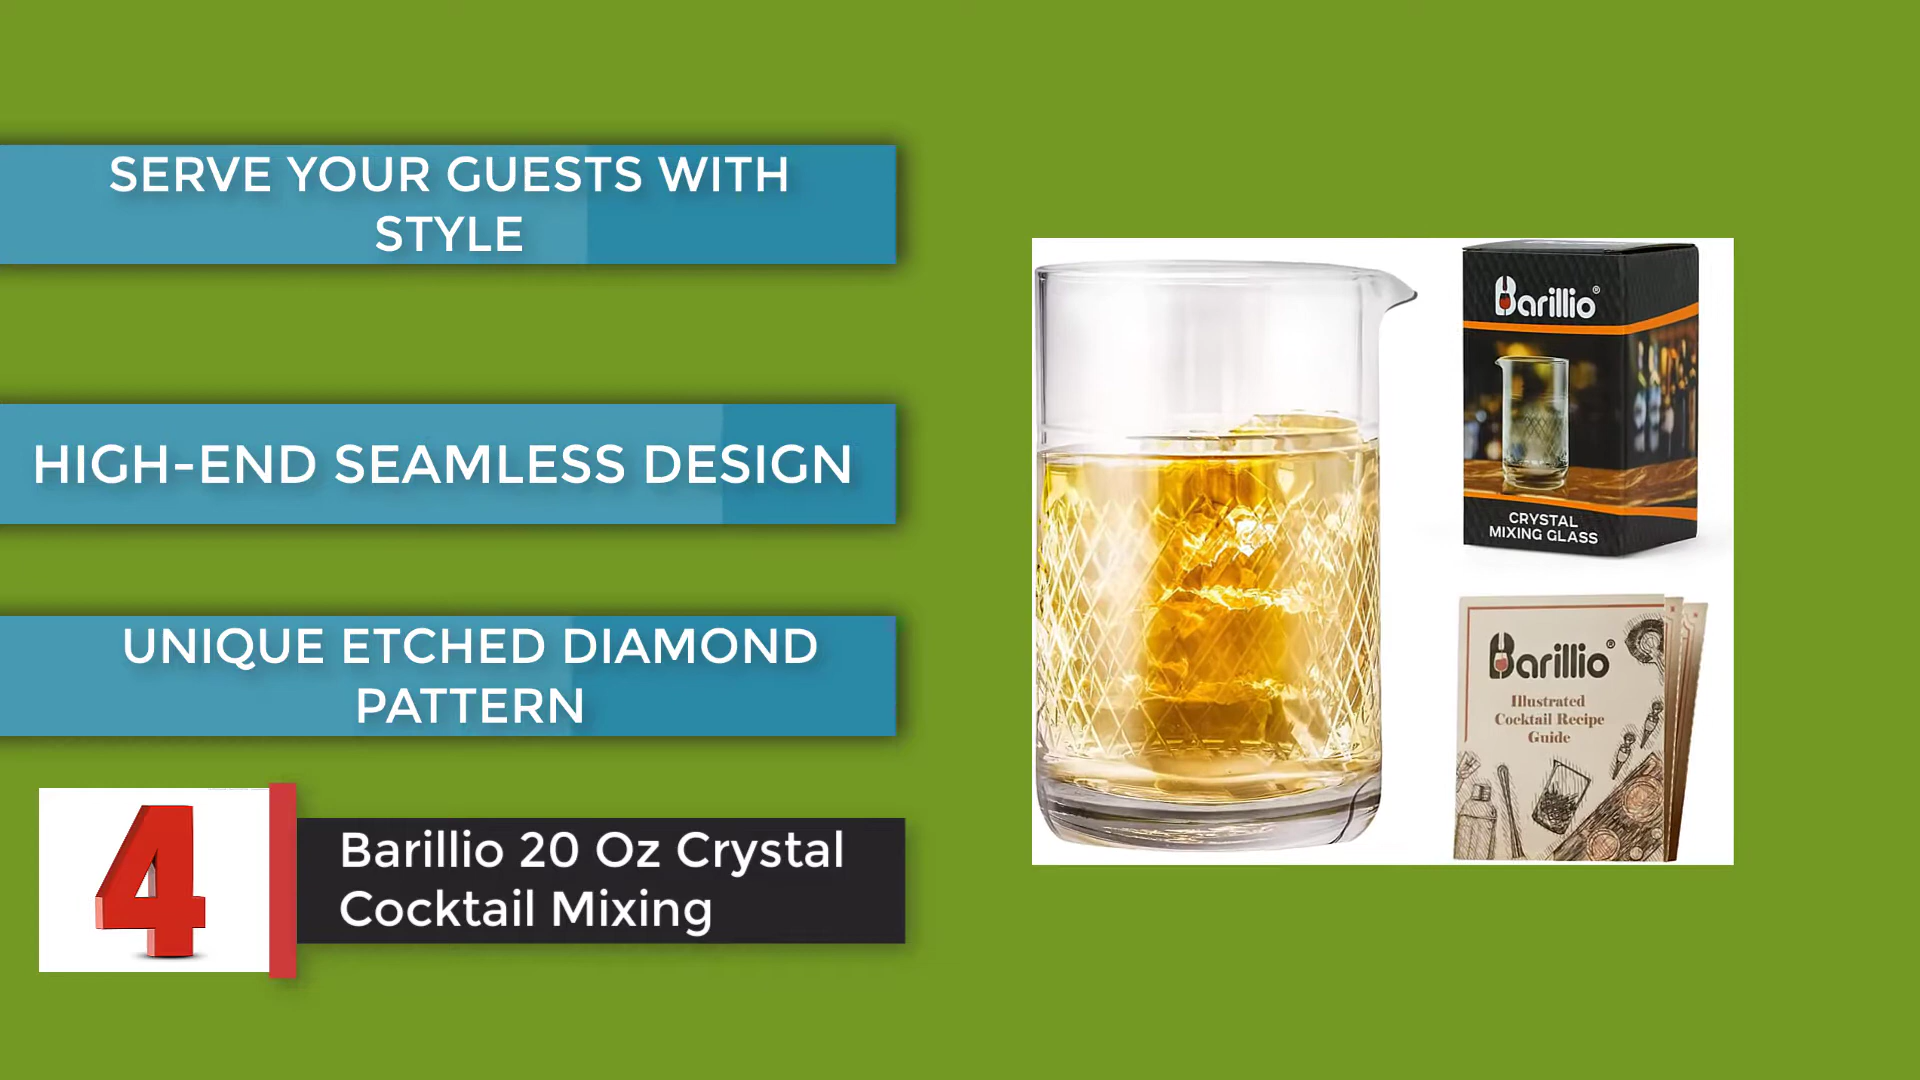 SERVE YOUR GUESTS WITH
STYLE
HIGH-END SEAMLESS DESIGN
UNIQUE ETCHED DIAMOND
PATTERN
4
Barillio 20 Oz Crystal
Cocktail Mixing
Barillio®
CRYSTAL
MIXING GLASS
Barillio®
Illustrated
Cocktail Recipe
Guide